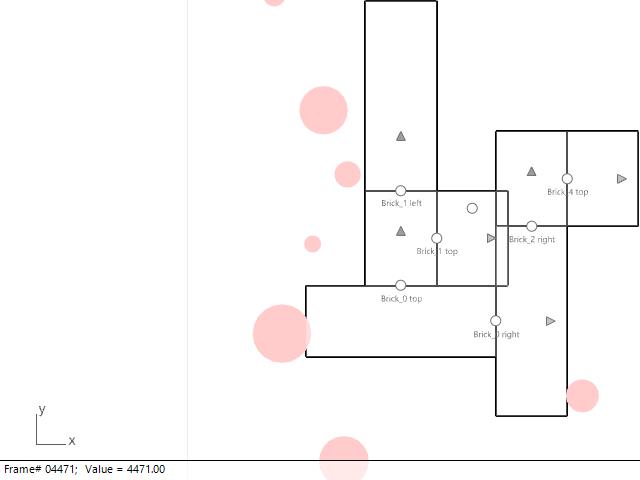 Brick_4 top
Brick_1 left
Brick_2 right
Brick_1 top
Brick_0 top
Brick_0 right
y
x
Frame# 04471; Value = 4471.00